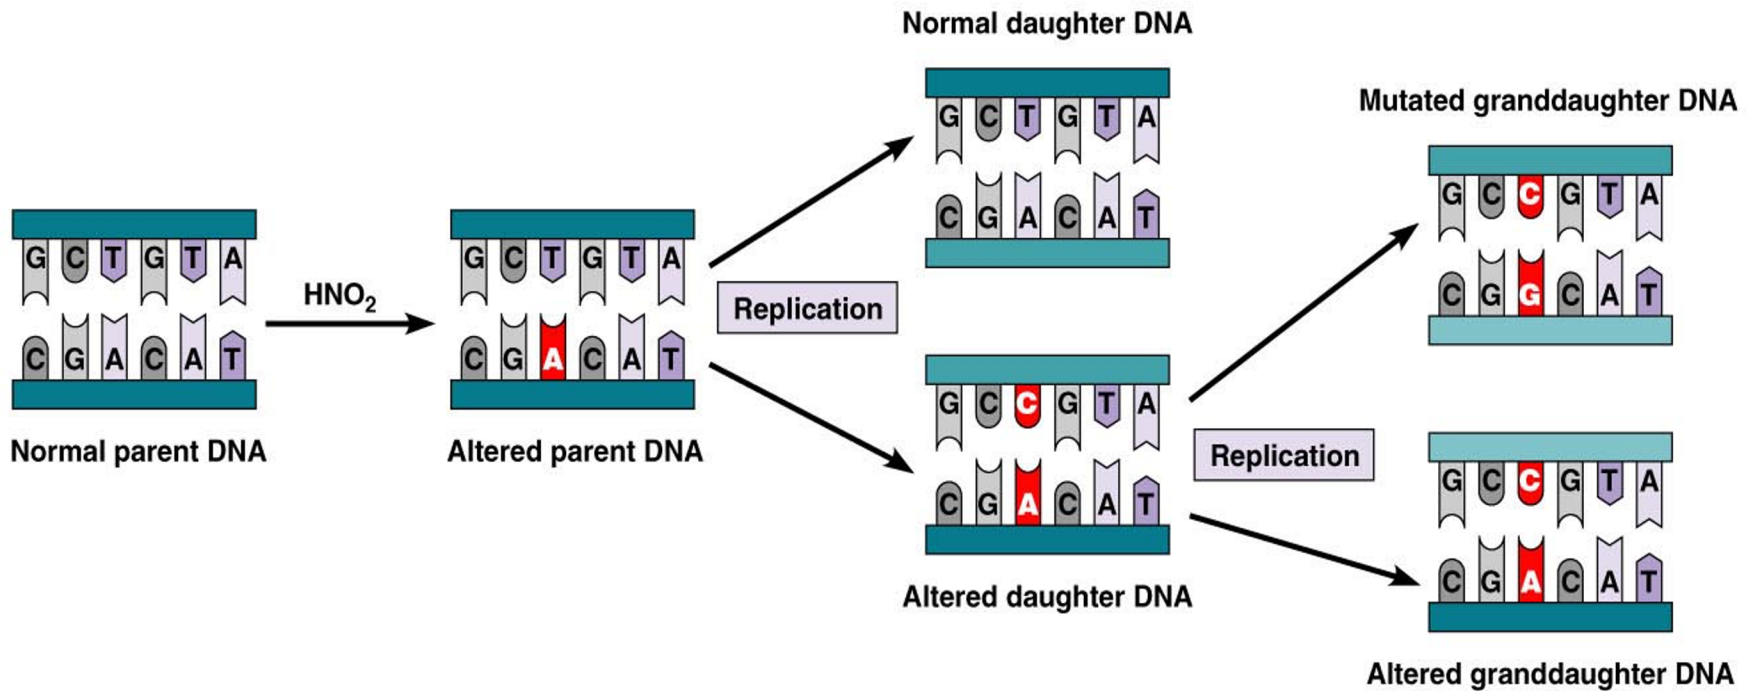 Normal daughter DNA
G C T G T A
C G A C A T
Mutated granddaughter DNA
G C C G T A
C G G C A T
G C T G T A
C G A C A T
Normal parent DNA
HNO2
G C T G T A
C G A C A T
Altered parent DNA
Replication
G C C G T A
C G A C A T
Altered daughter DNA
Replication
G C C G T A
C G A C A T
Altered granddaughter DNA